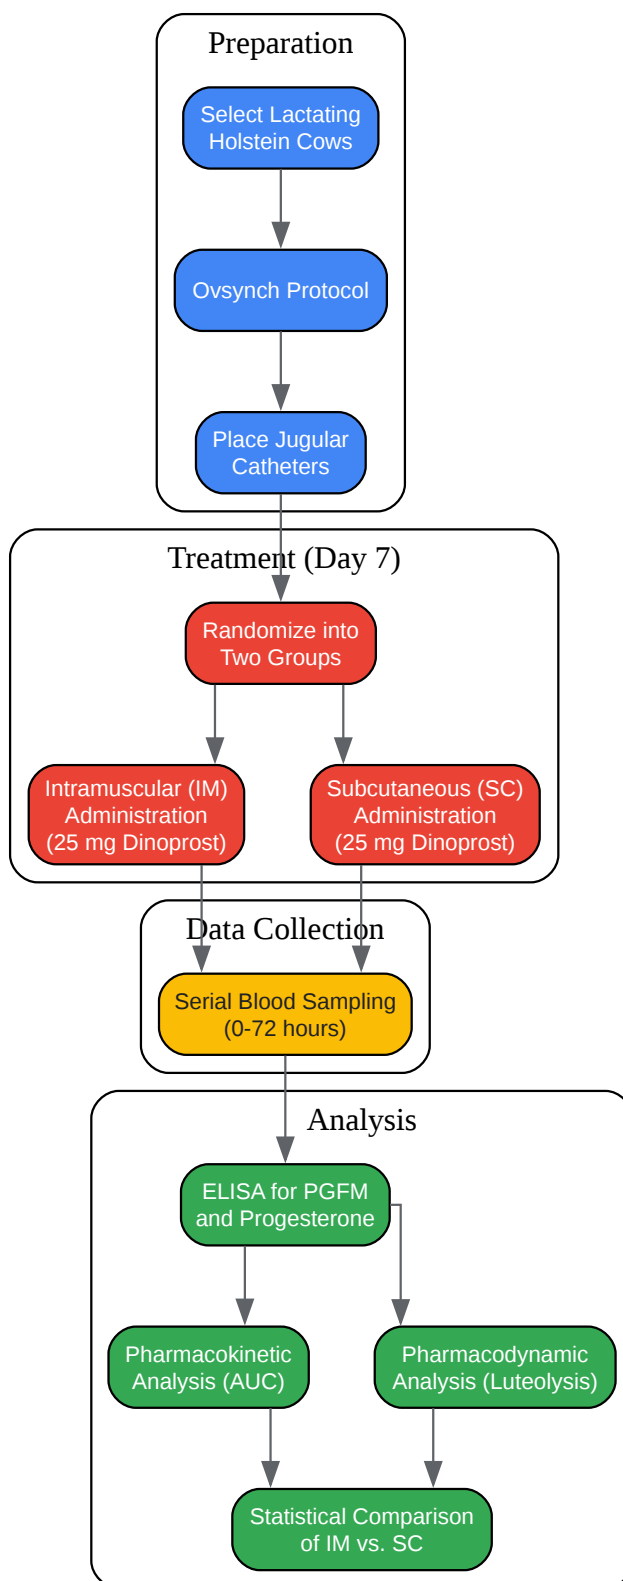 Preparation
Select Lactating
Holstein Cows
Ovsynch Protocol
Place Jugular
Catheters
Treatment (Day 7)
Randomize into
Two Groups
Intramuscular (IM)
Administration
(25 mg Dinoprost)
Subcutaneous (SC)
Administration
(25 mg Dinoprost)
Data Collection
Serial Blood Sampling
(0-72 hours)
Analysis
ELISA for PGFM
and Progesterone
Pharmacokinetic
Analysis (AUC)
Pharmacodynamic
Analysis (Luteolysis)
Statistical Comparison
of IM vs. SC